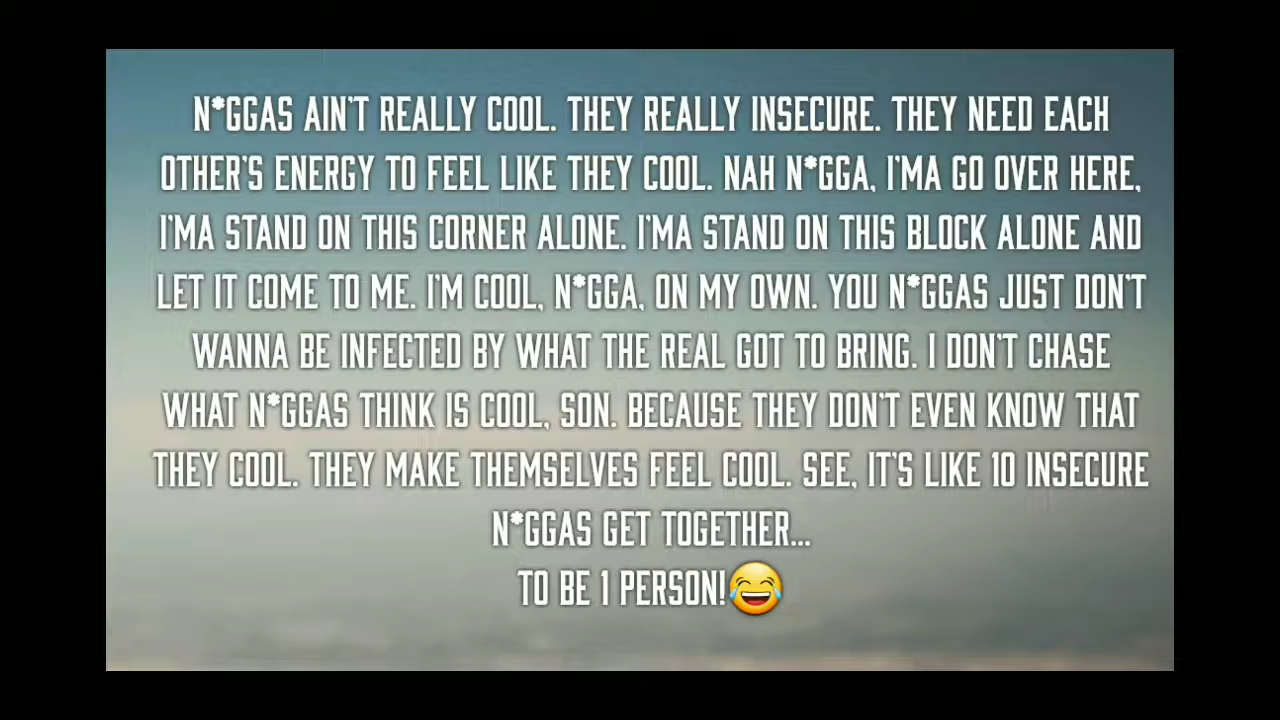 N*GGAS AIN'T REALLY COOL. THEY REALLY INSECURE. THEY NEED EACH
OTHER'S ENERGY TO FEEL LIKE THEY COOL. NAH N*GGA, I'MA GO OVER HERE,
I'MA STAND ON THIS CORNER ALONE. I'MA STAND ON THIS BLOCK ALONE AND
LET IT COME TO ME. I'M COOL, N*GGA, ON MY OWN. YOU N*GGAS JUST DON'T
WANNA BE INFECTED BY WHAT THE REAL GOT TO BRING. I DON'T CHASE
WHAT N*GGAS THINK IS COOL, SON. BECAUSE THEY DON'T EVEN KNOW THAT
THEY COOL. THEY MAKE THEMSELVES FEEL COOL. SEE, IT'S LIKE 10 INSECURE
N*GGAS GET TOGETHER...
TO BE 1 PERSON!😂